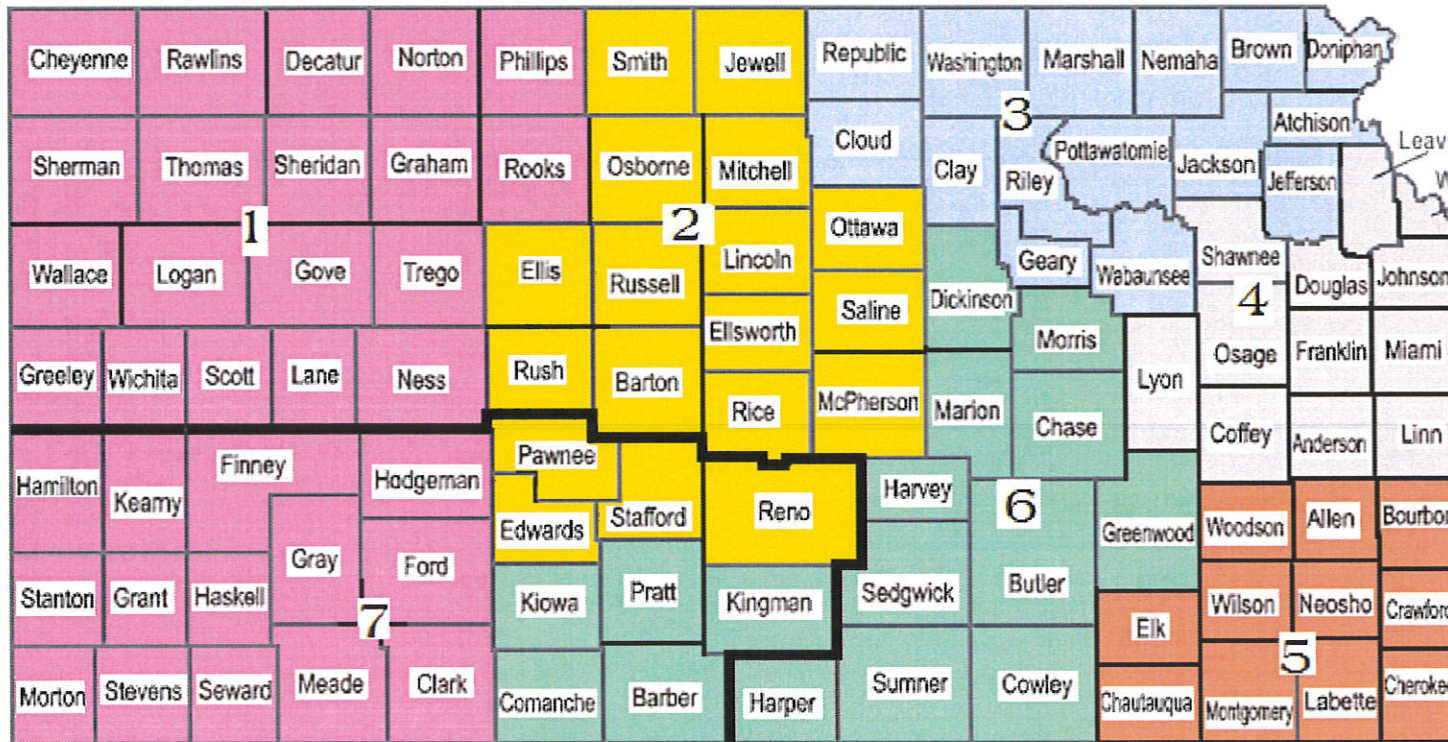 Cheyenne Rawlins Decatur Norton Phillips Smith Jewell Republic Washington Marshall Nemaha Brown Doniphan
Sherman Thomas Sheridan Graham Rooks Osborne Mitchell Cloud Clay 3 Riley Pottawatomie Jackson Atchison Jefferson Leav
1 2 W
Wallace Logan Gove Trego Ellis Russell Lincoln Ottawa Dickinson Geary Wabaunsee Shawnee Douglas Johnson
4
Greeley Wichita Scott Lane Ness Rush Barton Ellsworth Saline Morris Lyon Osage Franklin Miami
Rice McPherson Marion Chase Coffey Anderson Linn
Hamilton Kearny Finney Hodgeman Pawnee Stafford Reno Harvey 6 Greenwood Woodson Allen Bourbon
Edwards
Stanton Grant Haskell Gray Ford Kiowa Pratt Kingman Sedgwick Butler Elk Wilson Neosho Crawford
7 5
Morton Stevens Seward Meade Clark Comanche Barber Harper Sumner Cowley Chautauqua Montgomery Labette Cherokee